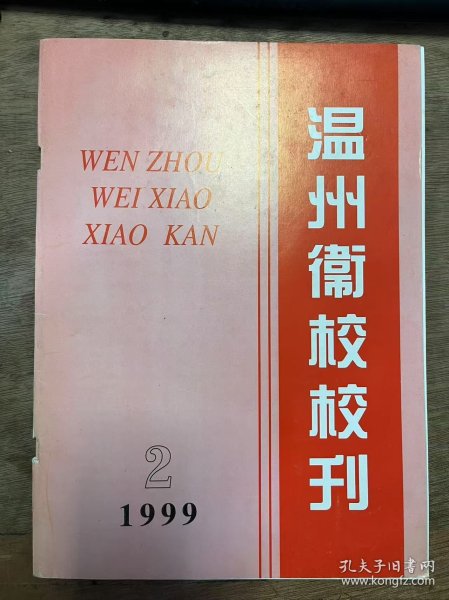 WEN ZHOU
WEI XIAO
XIAO KAN
温州衛校校刊
2
1999
孔夫子旧书网
www.kongfz.com